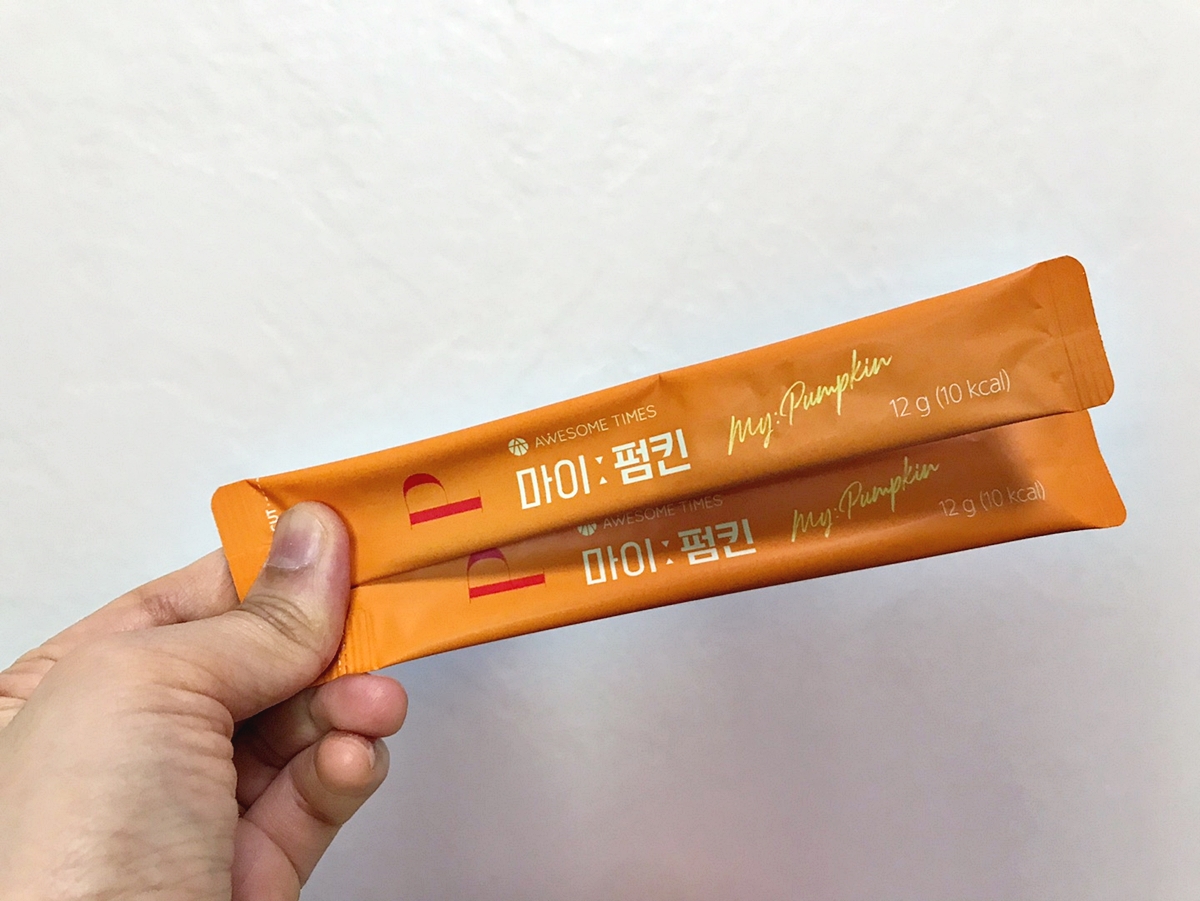 P
AWESOME TIMES
마이:펌킨
My:Pumpkin
12 g (10 kcal)
P
AWESOME TIMES
마이:펌킨
My:Pumpkin
12 g (10 kcal)